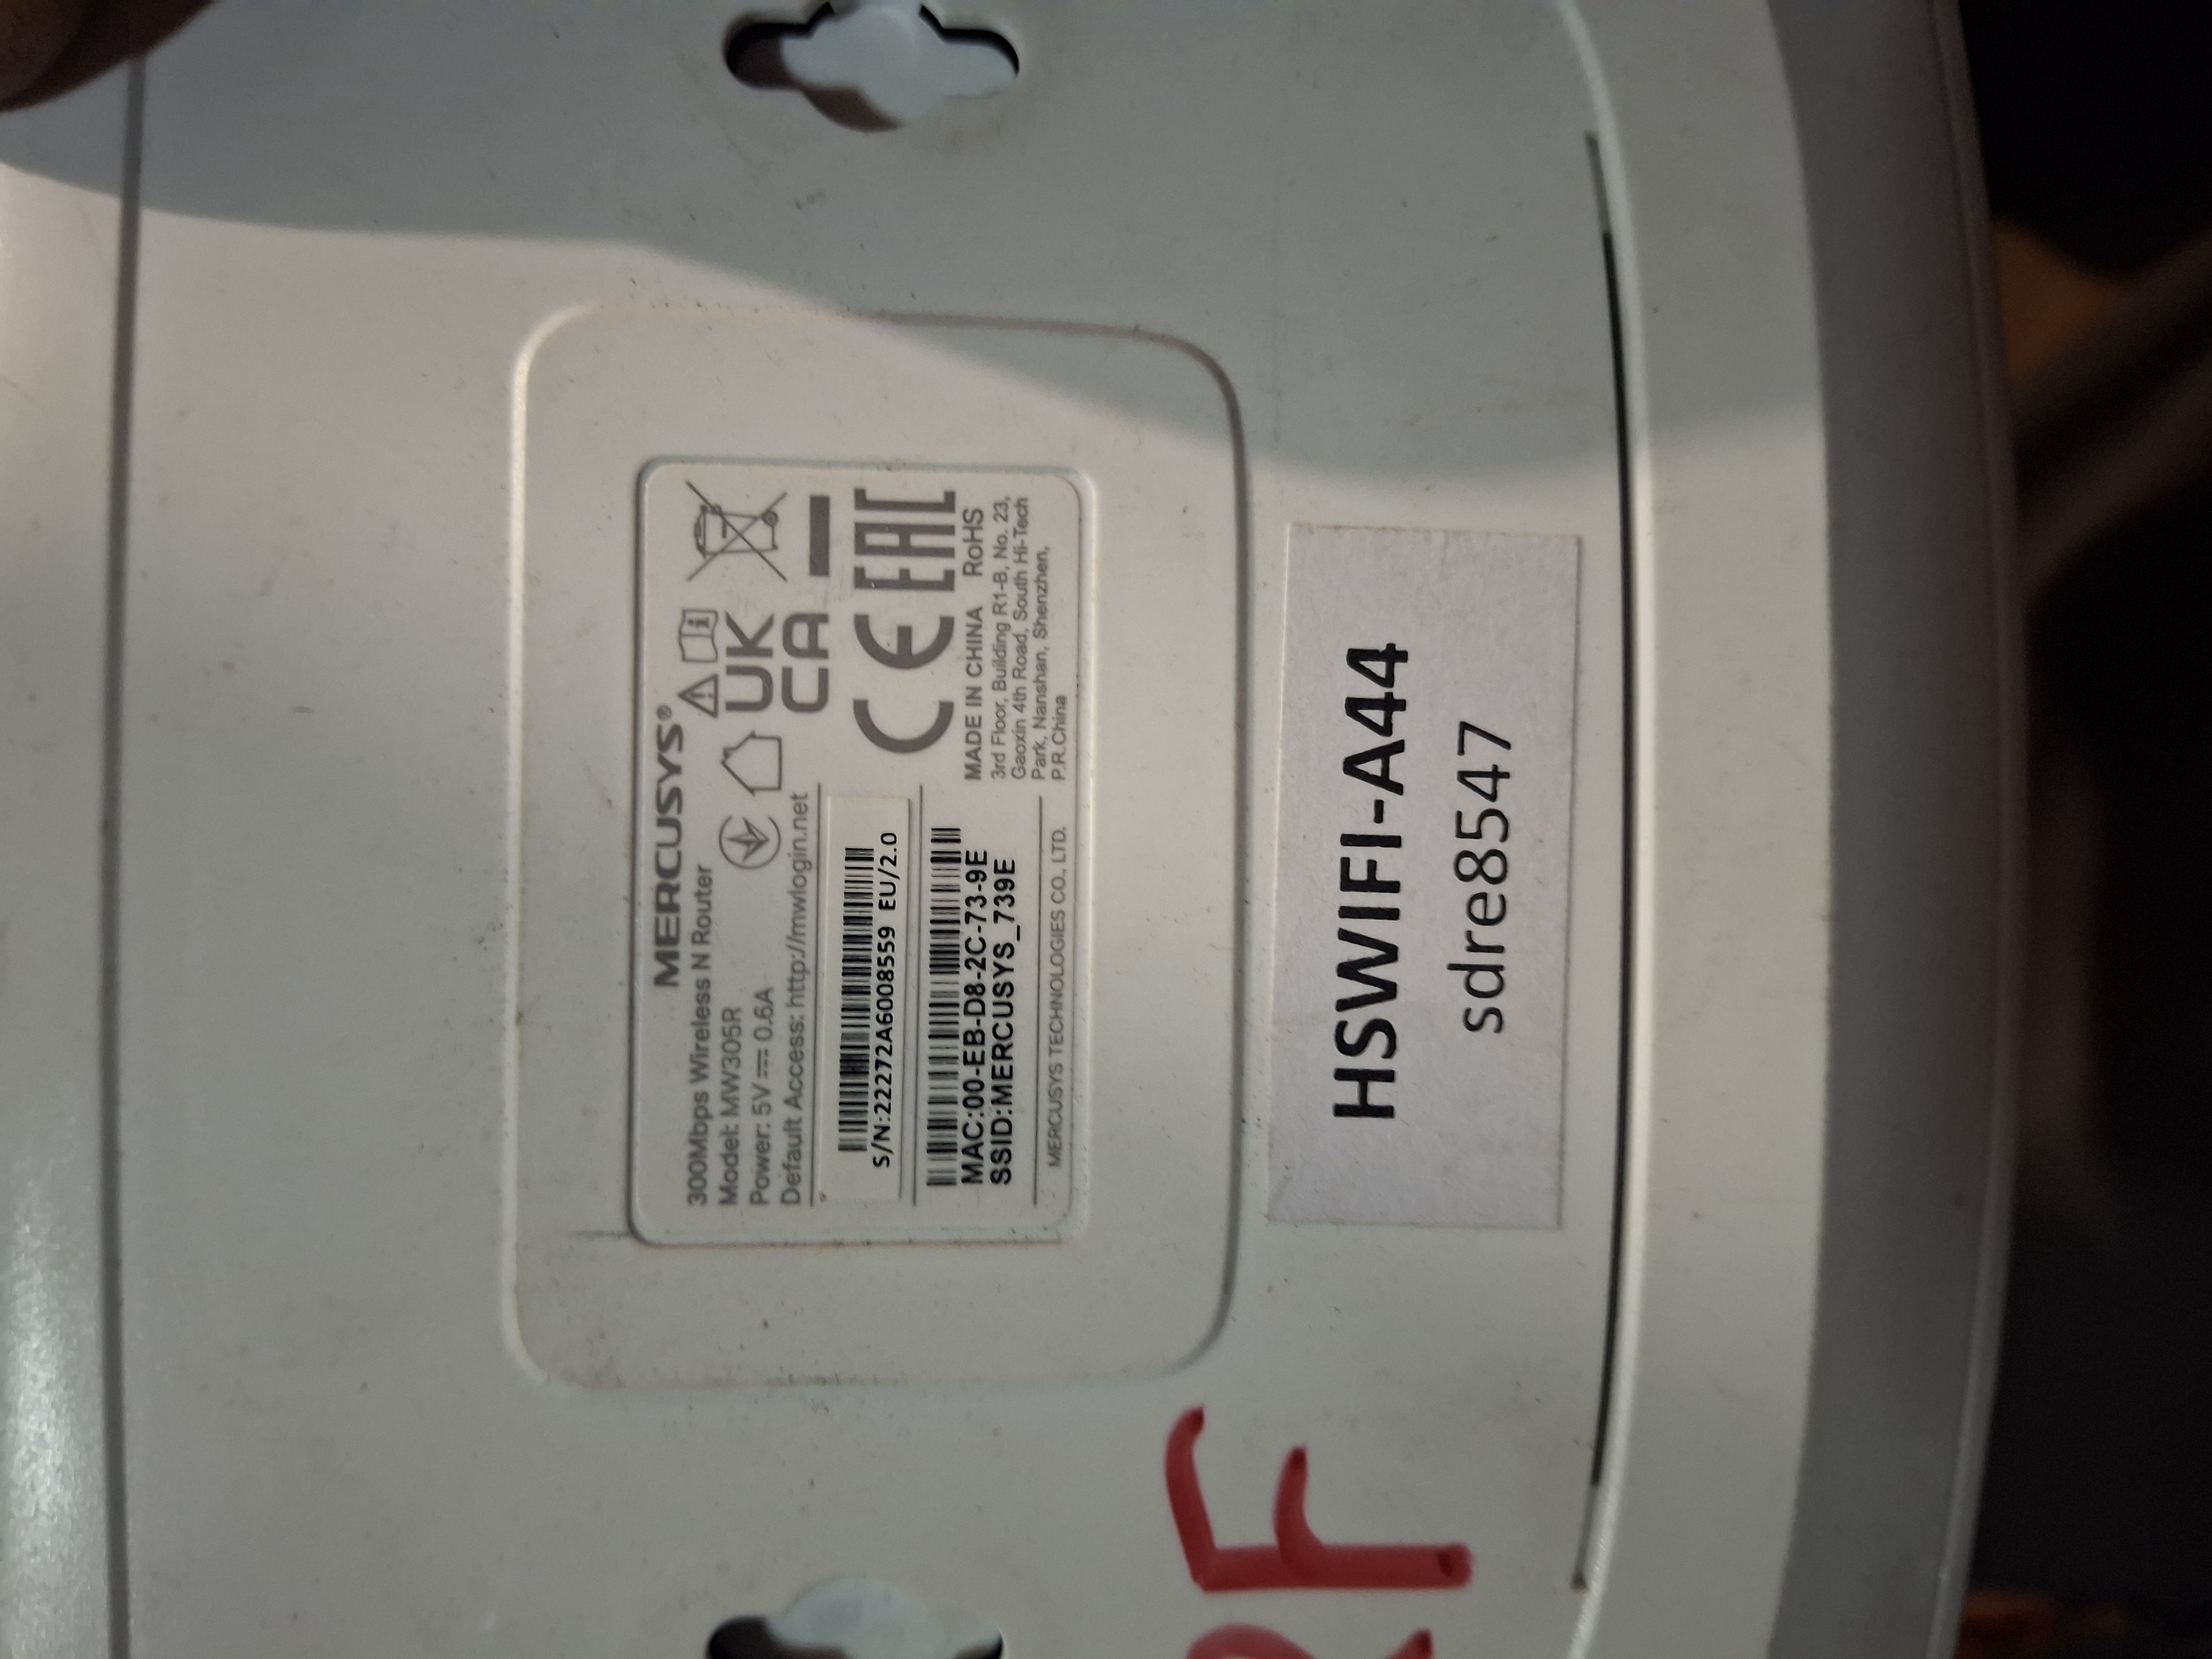 MERCUSYS®
300Mbps Wireless N Router
Model: MW305R
Power: 5V⎓0.6A
Default Access: http://mwlogin.net
S/N:22272A6008559 EU/2.0
MAC:00-EB-D8-2C-73-9E
SSID:MERCUSYS_739E
MERCUSYS TECHNOLOGIES CO., LTD.
UK
CA
CE EAC
MADE IN CHINA RoHS
3rd Floor, Building R1-B, No. 23,
Gaoxin 4th Road, South Hi-Tech
Park, Nanshan, Shenzhen,
P.R.China
HSWIFI-A44
sdre8547
RF